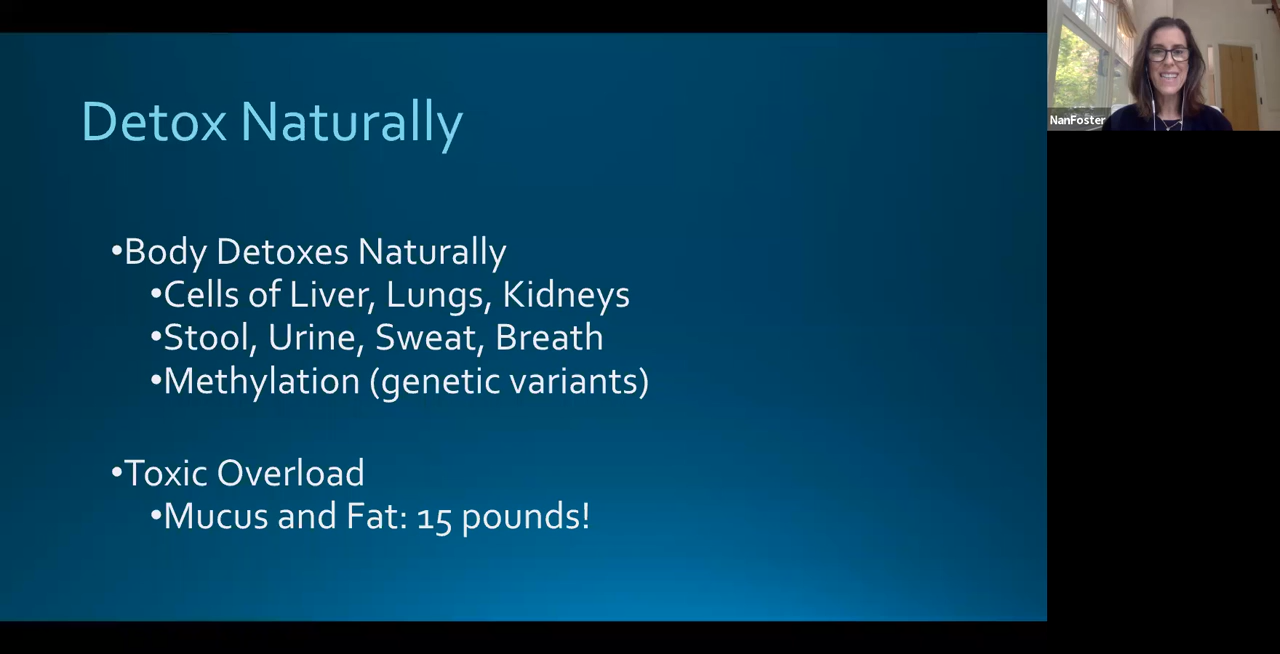 Detox Naturally
•Body Detoxes Naturally
•Cells of Liver, Lungs, Kidneys
•Stool, Urine, Sweat, Breath
•Methylation (genetic variants)
•Toxic Overload
•Mucus and Fat: 15 pounds!
NanFoster